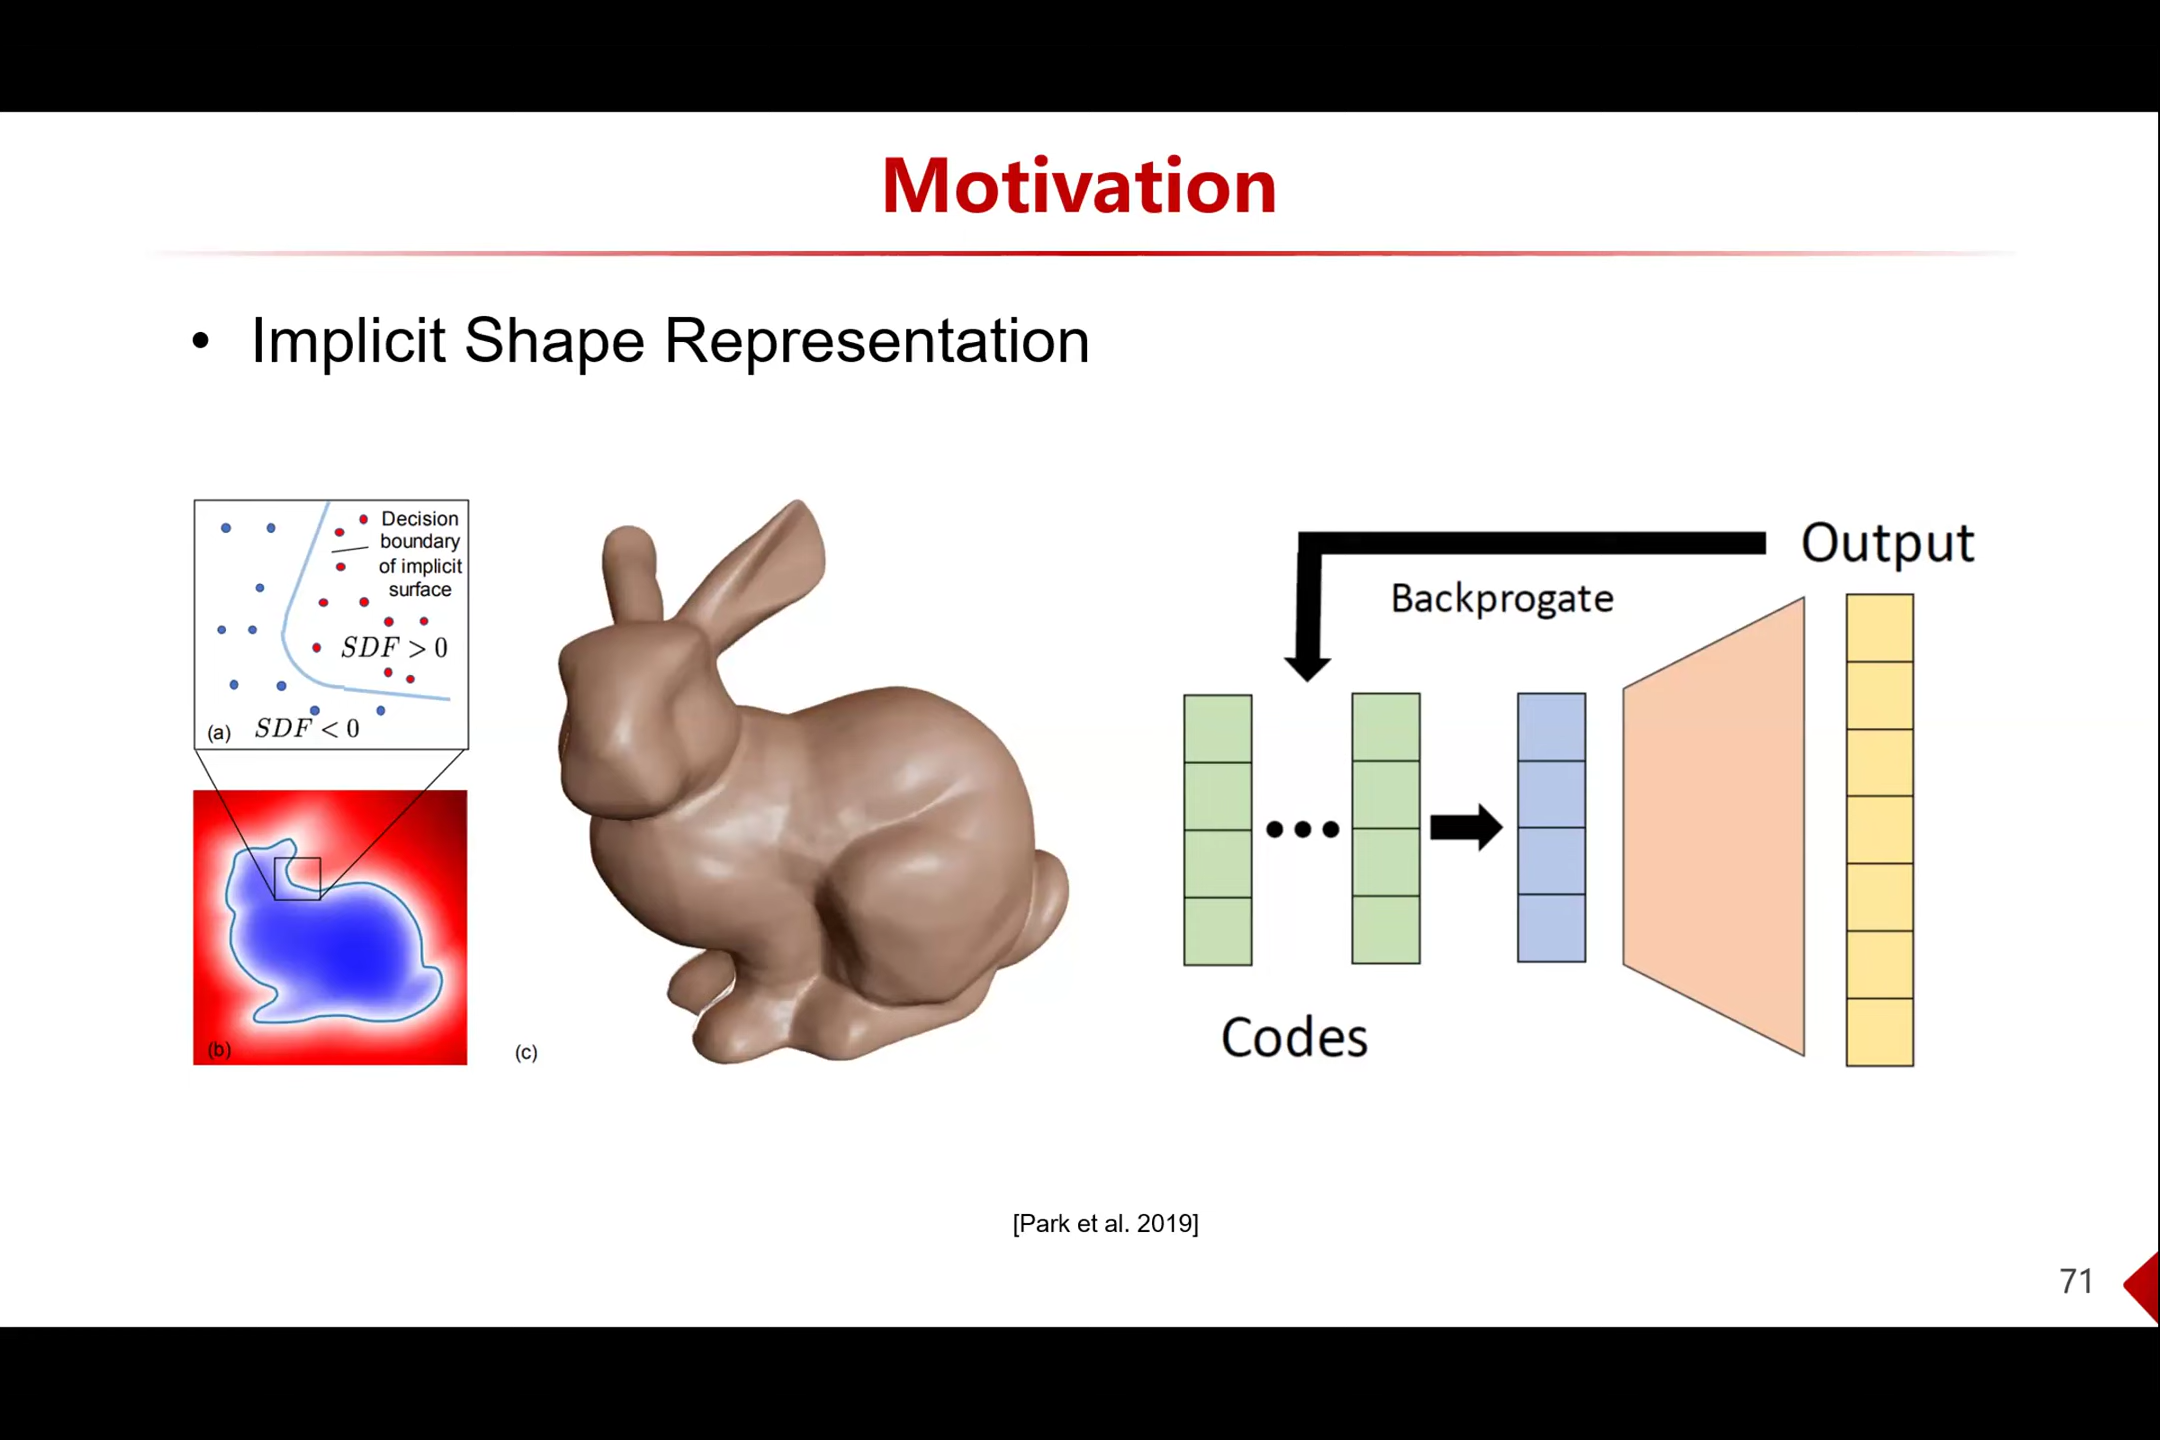 Motivation
• Implicit Shape Representation
Decision
boundary
of implicit
surface
SDF > 0
(a) SDF < 0
(b)
(c)
Output
Backprogate
Codes
[Park et al. 2019]
71